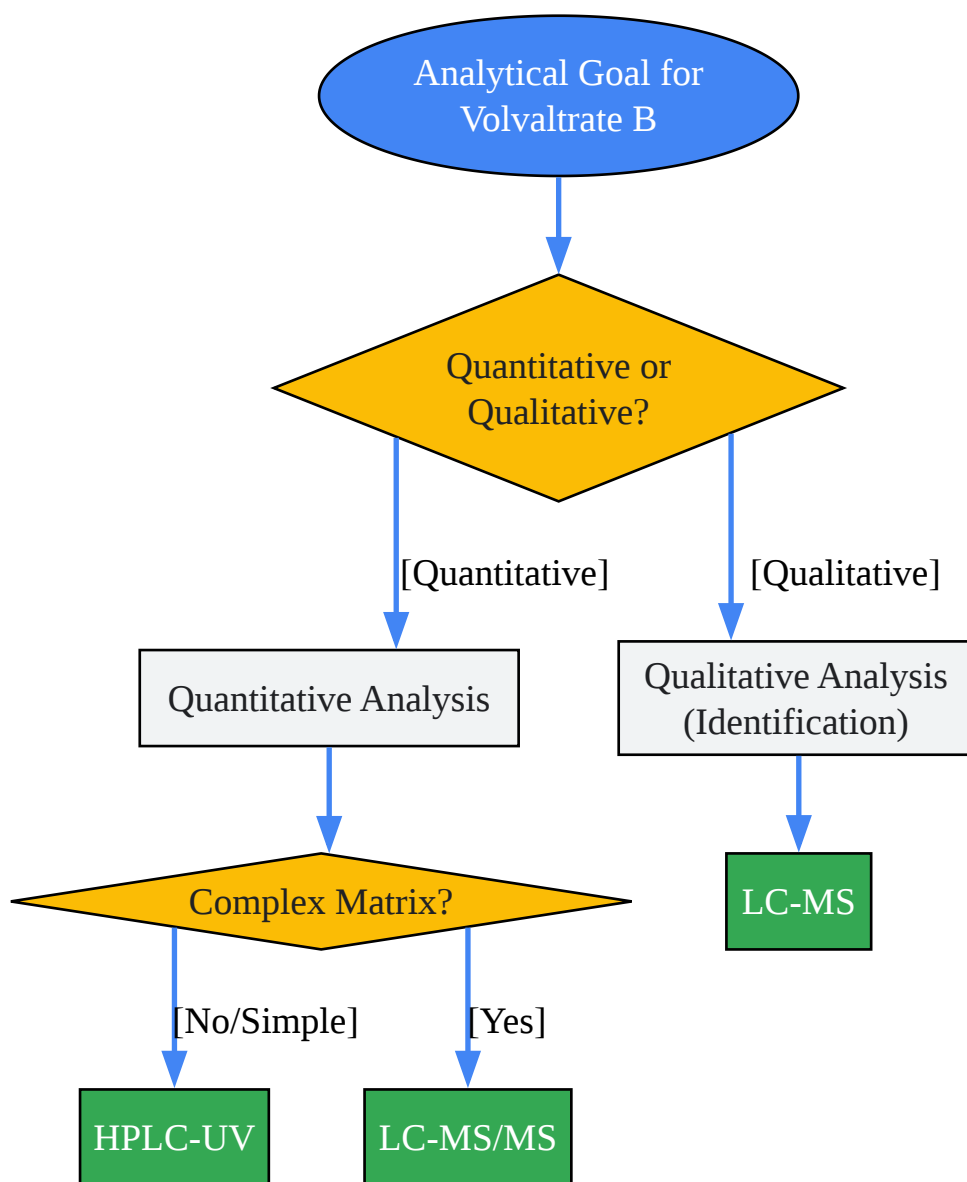 Analytical Goal for
Volvaltrate B
Quantitative or
Qualitative?
[Quantitative]
[Qualitative]
Quantitative Analysis
Qualitative Analysis
(Identification)
Complex Matrix?
LC-MS
[No/Simple]
[Yes]
HPLC-UV
LC-MS/MS